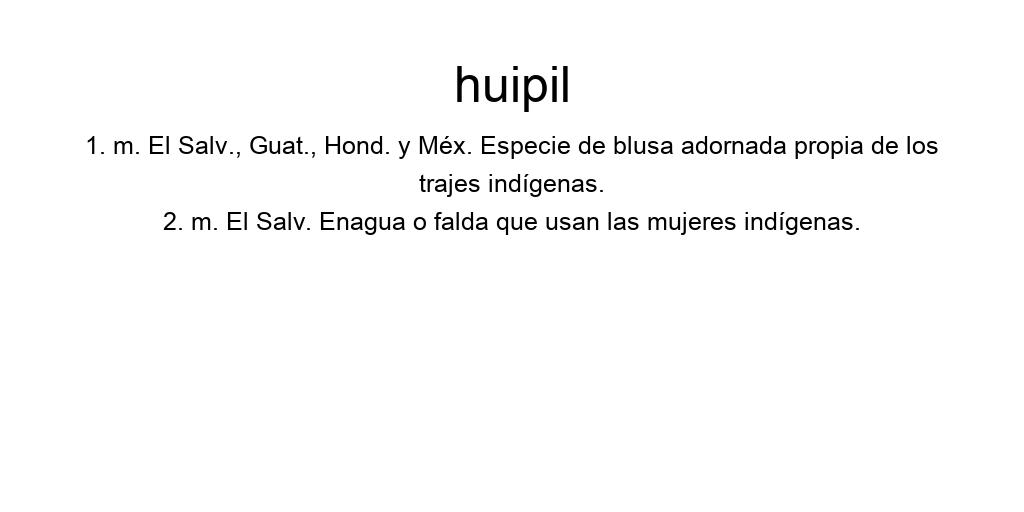 huipil
1. m. El Salv., Guat., Hond. y Méx. Especie de blusa adornada propia de los
trajes indígenas.
2. m. El Salv. Enagua o falda que usan las mujeres indígenas.